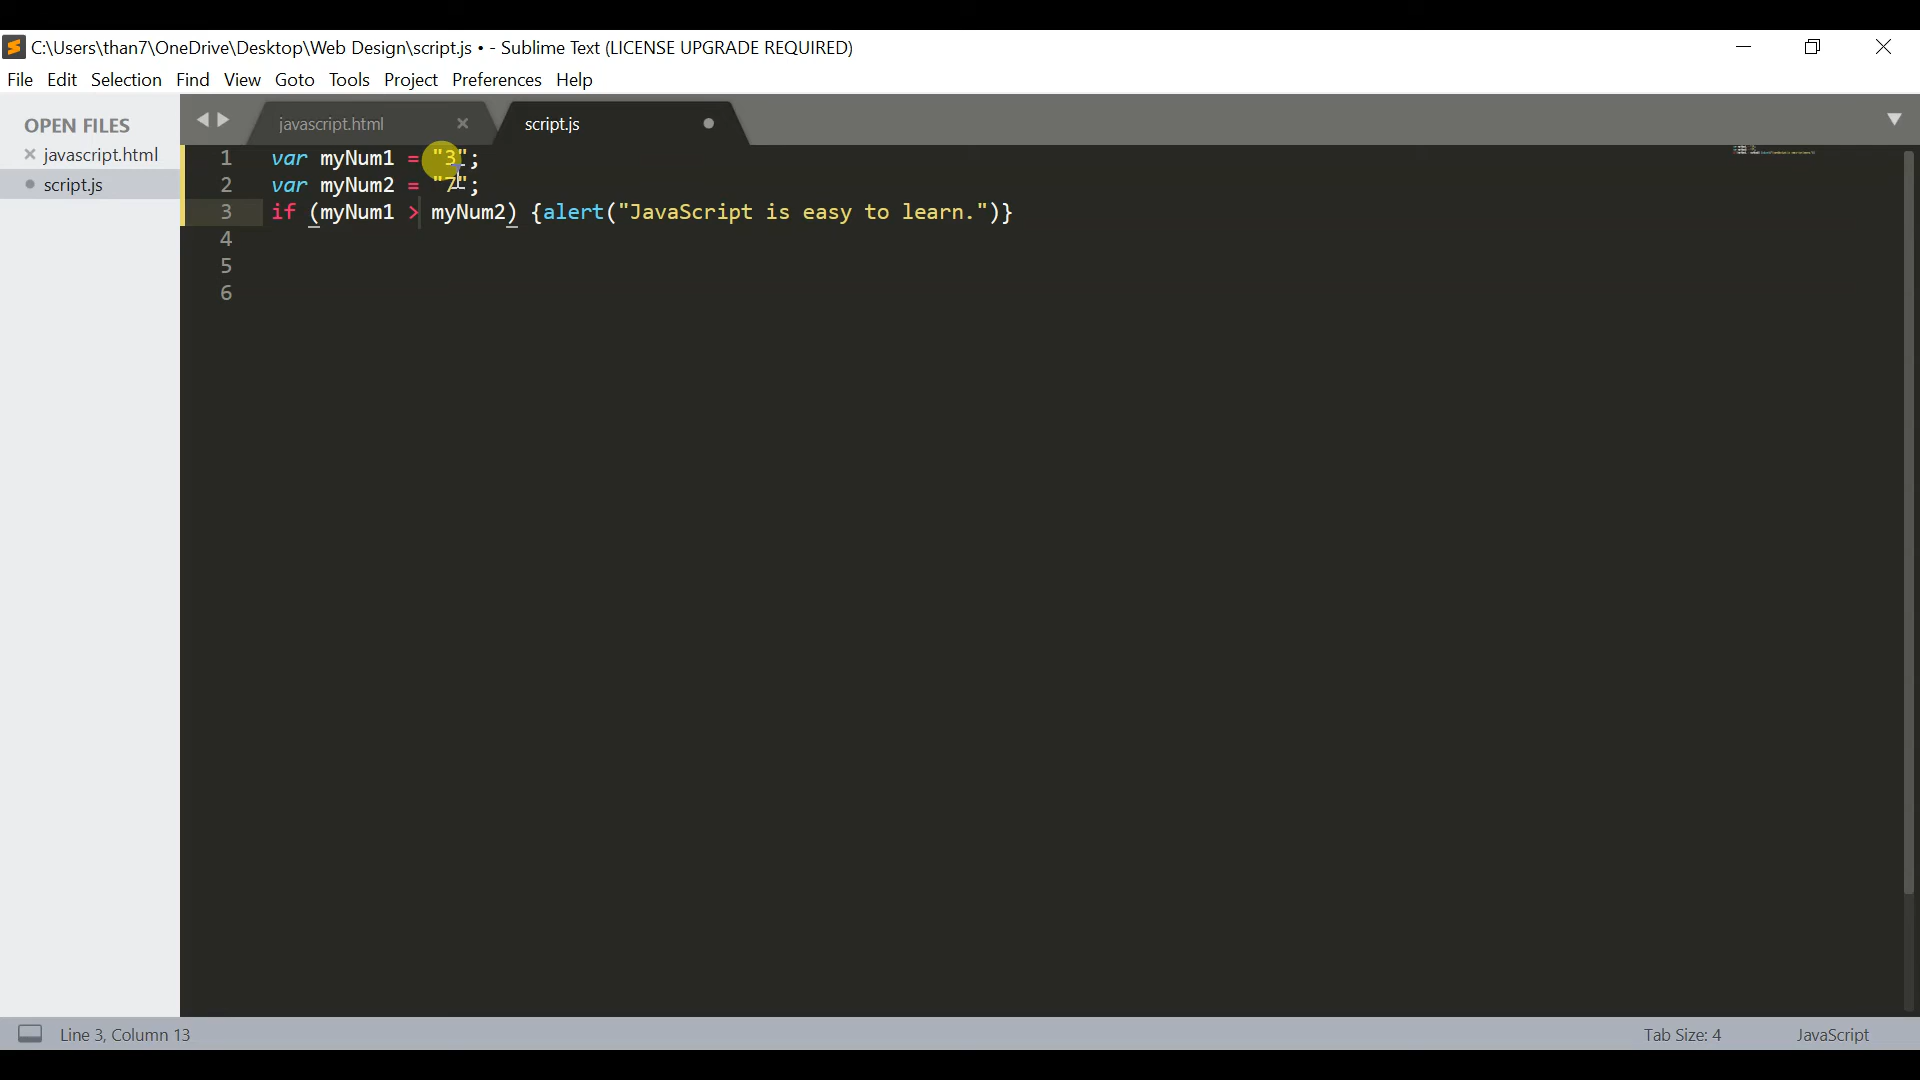 C:\Users\than7\OneDrive\Desktop\Web Design\script.js • - Sublime Text (LICENSE UPGRADE REQUIRED)
File Edit Selection Find View Goto Tools Project Preferences Help
OPEN FILES
javascript.html
script.js
javascript.html script.js
1 var myNum1 = "3";
2 var myNum2 = "7";
3 if (myNum1 > myNum2) {alert("JavaScript is easy to learn.")}
4
5
6
Line 3, Column 13 Tab Size: 4 JavaScript